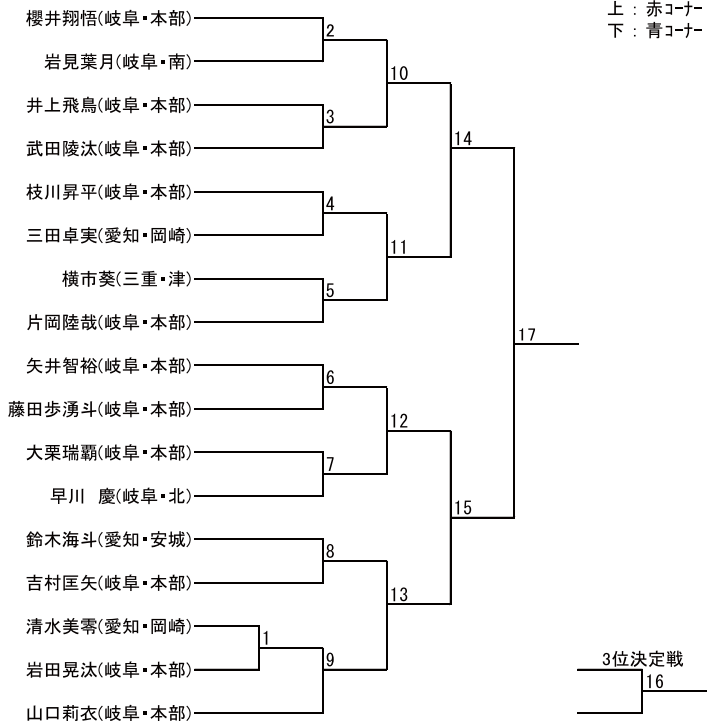 上 : 赤ｺｰﾅｰ
下 : 青ｺｰﾅｰ
櫻井翔悟(岐阜・本部)
2
岩見葉月(岐阜・南)
10
井上飛鳥(岐阜・本部)
3
14
武田陵汰(岐阜・本部)
枝川昇平(岐阜・本部)
4
三田卓実(愛知・岡崎)
11
横市葵(三重・津)
5
片岡陸哉(岐阜・本部)
17
矢井智裕(岐阜・本部)
6
藤田歩湧斗(岐阜・本部)
12
大栗瑞覇(岐阜・本部)
7
早川　慶(岐阜・北)
15
鈴木海斗(愛知・安城)
8
吉村匡矢(岐阜・本部)
13
清水美零(愛知・岡崎)
1
9
岩田晃汰(岐阜・本部)
山口莉衣(岐阜・本部)
3位決定戦
16